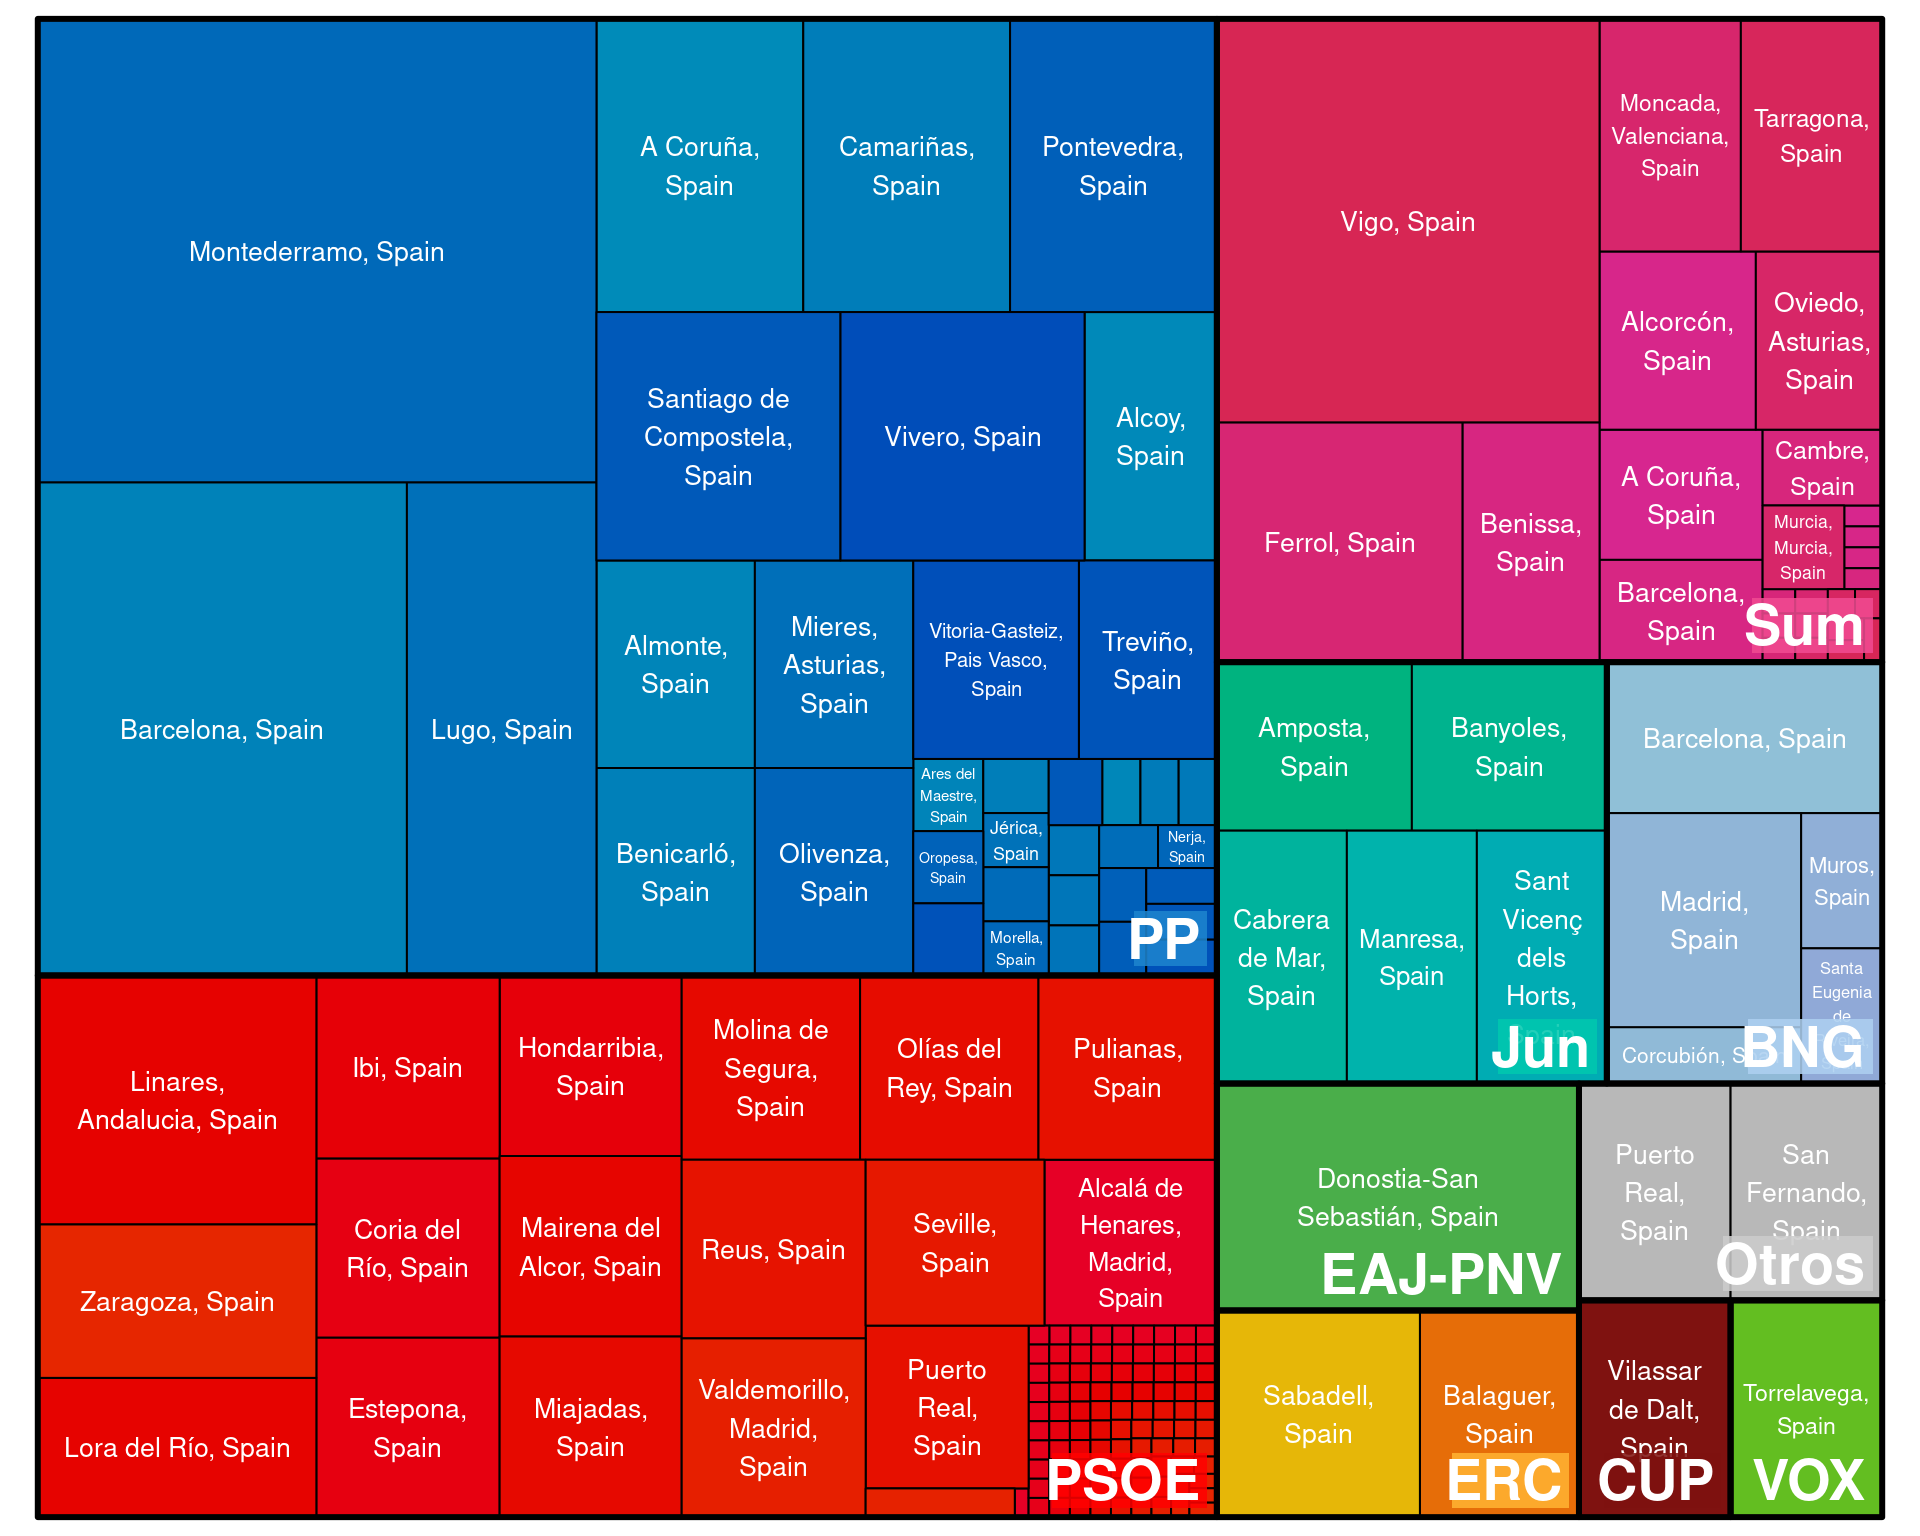 Montederramo, Spain
Barcelona, Spain
Lugo, Spain
A Coruña,
Spain
Camariñas,
Spain
Pontevedra,
Spain
Santiago de
Compostela,
Spain
Vivero, Spain
Alcoy,
Spain
Almonte,
Spain
Mieres,
Asturias,
Spain
Vitoria-Gasteiz,
Pais Vasco,
Spain
Treviño,
Spain
Benicarló,
Spain
Olivenza,
Spain
Ares del
Maestre,
Spain
Oropesa,
Spain
Jérica,
Spain
Morella,
Spain
Nerja,
Spain
PP
Linares,
Andalucia, Spain
Zaragoza, Spain
Lora del Río, Spain
Ibi, Spain
Coria del
Río, Spain
Estepona,
Spain
Hondarribia,
Spain
Mairena del
Alcor, Spain
Miajadas,
Spain
Molina de
Segura,
Spain
Olías del
Rey, Spain
Pulianas,
Spain
Reus, Spain
Seville,
Spain
Alcalá de
Henares,
Madrid,
Spain
Valdemorillo,
Madrid,
Spain
Puerto
Real,
Spain
PSOE
Vigo, Spain
Moncada,
Valenciana,
Spain
Tarragona,
Spain
Alcorcón,
Spain
Oviedo,
Asturias,
Spain
Ferrol, Spain
Benissa,
Spain
A Coruña,
Spain
Cambre,
Spain
Murcia,
Murcia,
Spain
Barcelona,
Spain
Sum
Amposta,
Spain
Banyoles,
Spain
Cabrera
de Mar,
Spain
Manresa,
Spain
Sant
Vicenç
dels
Horts,
Spain
Jun
Barcelona, Spain
Madrid,
Spain
Muros,
Spain
Santa
Eugenia
de
Corcubión, Spain
BNG
Donostia-San
Sebastián, Spain
EAJ-PNV
Puerto
Real,
Spain
San
Fernando,
Spain
Otros
Sabadell,
Spain
Balaguer,
Spain
ERC
Vilassar
de Dalt,
Spain
CUP
Torrelavega,
Spain
VOX